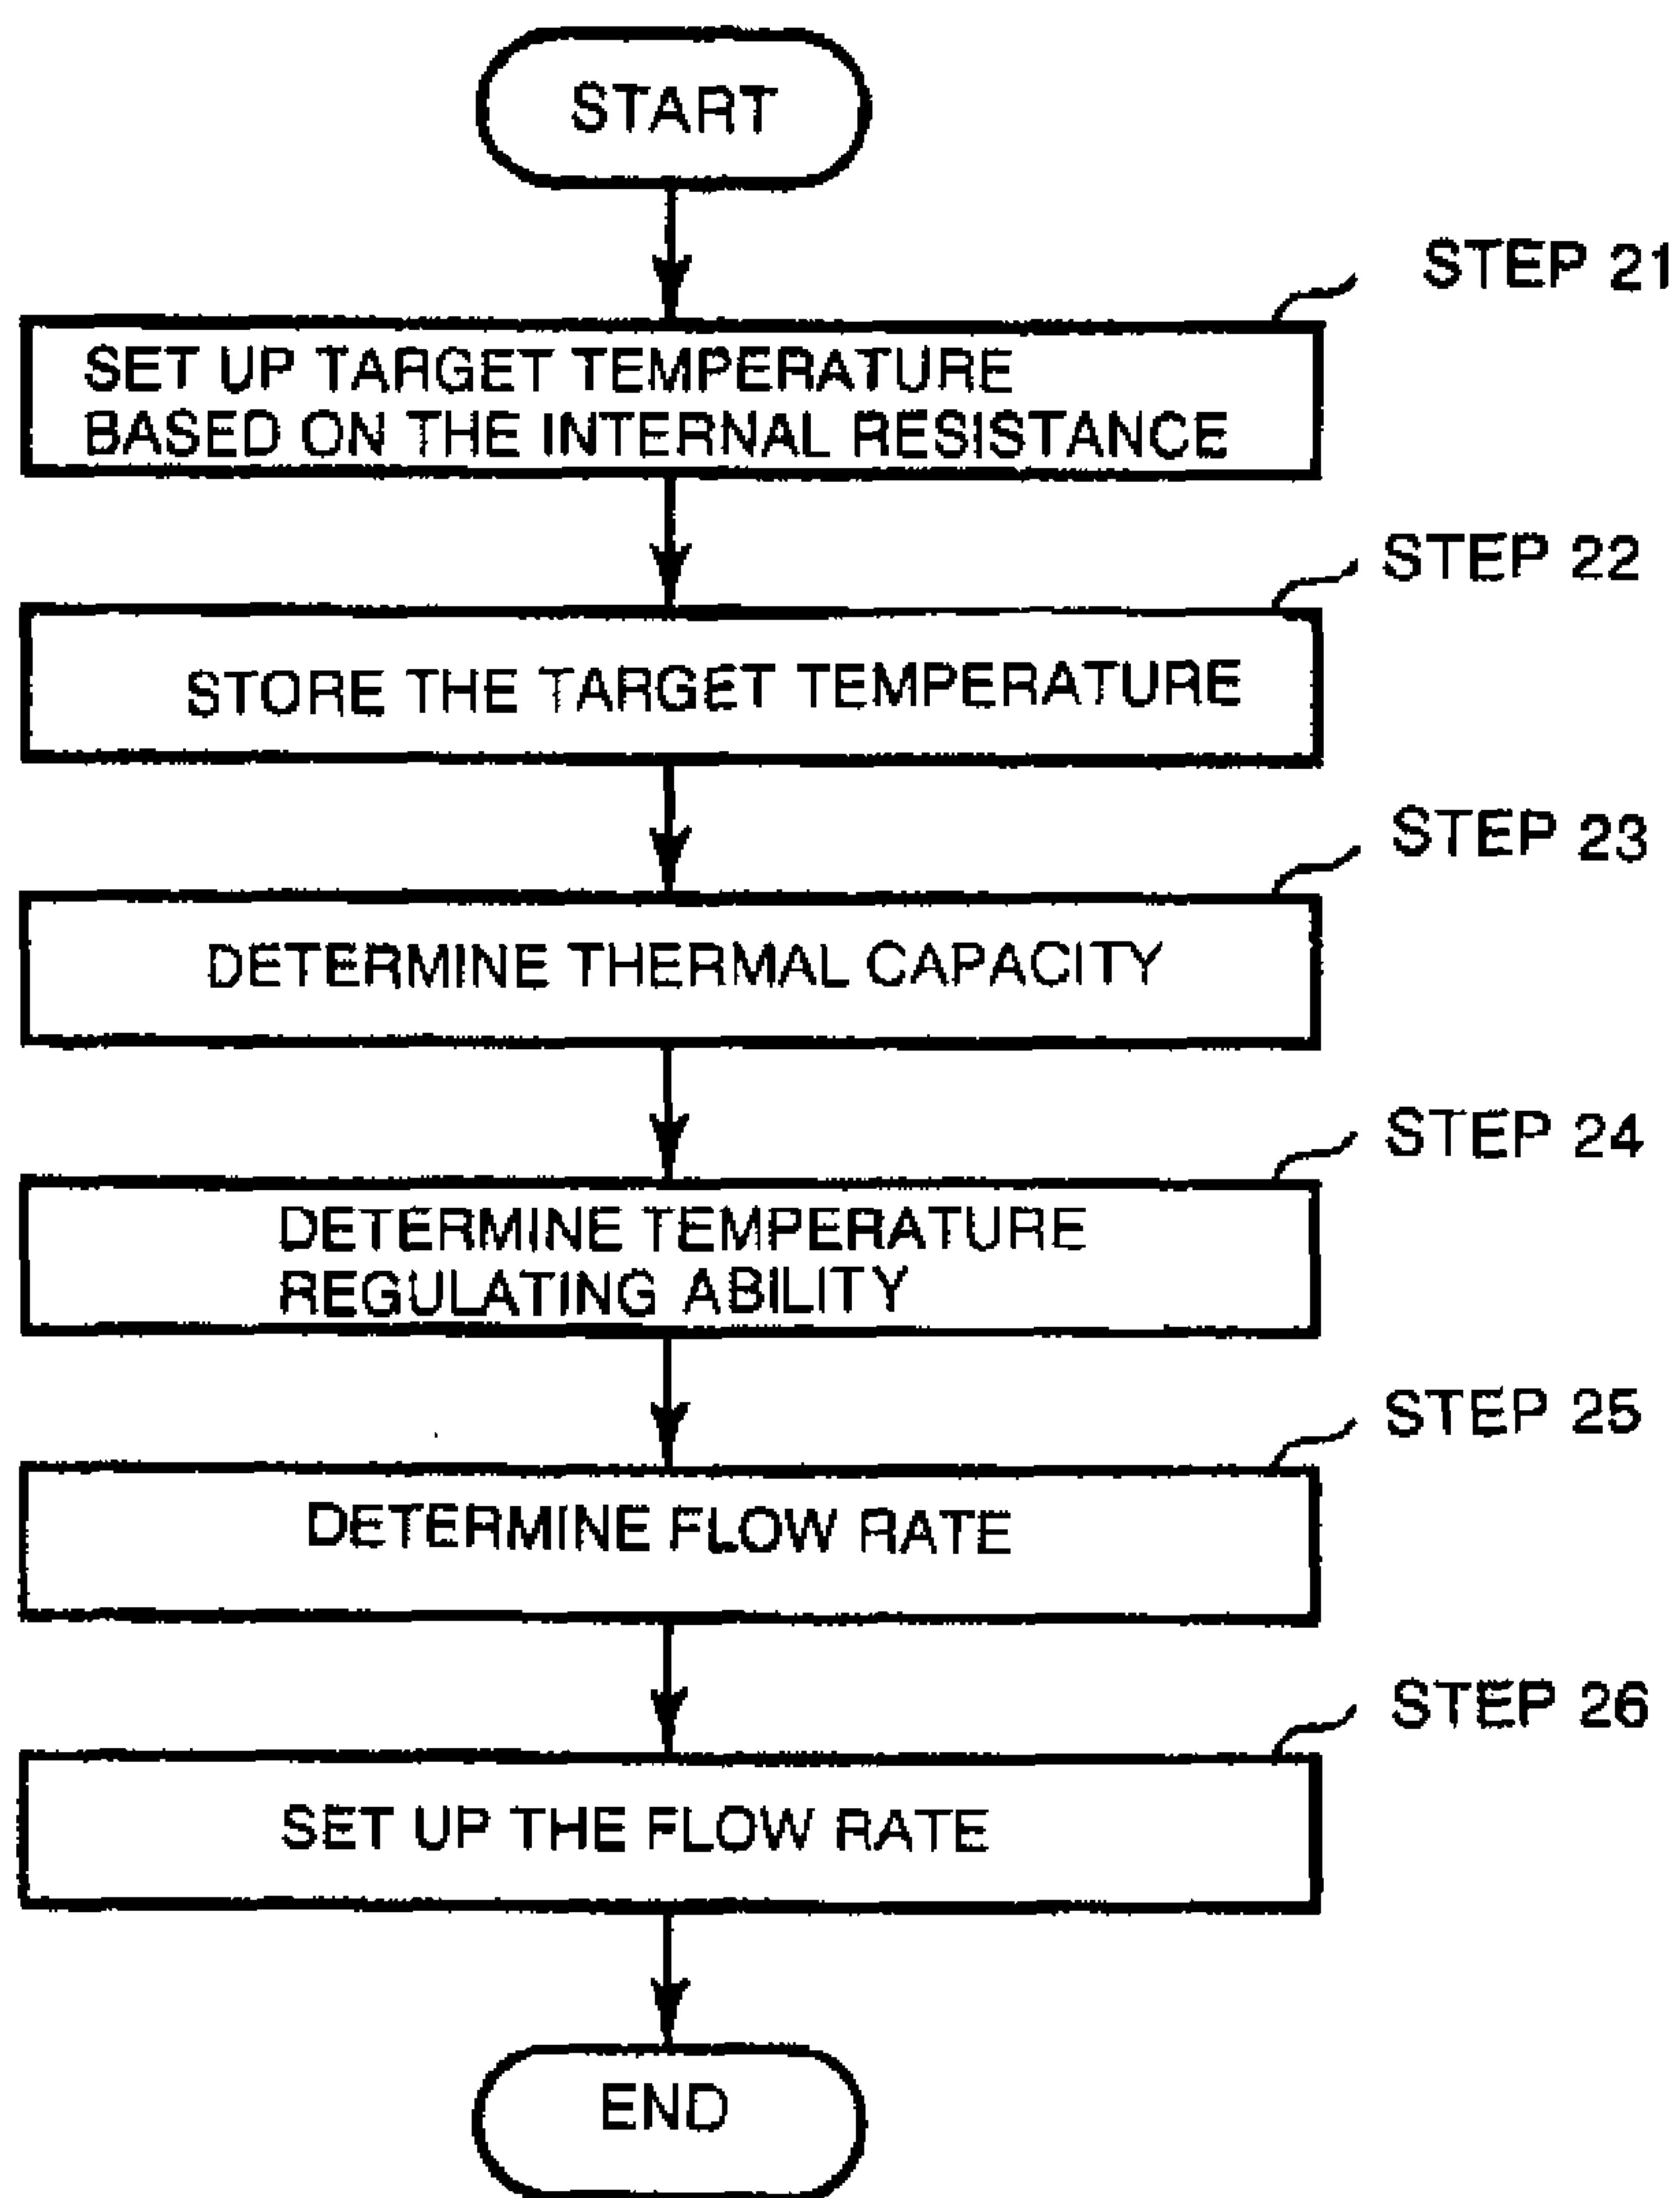 START
STEP 21
SET UP TARGET TEMPERATURE
BASED ON THE INTERNAL RESISTANCE
STEP 22
STORE THE TARGET TEMPERATURE
STEP 23
DETERMINE THERMAL CAPACITY
STEP 24
DETERMINE TEMPERATURE
REGULATING ABILITY
STEP 25
DETERMINE FLOW RATE
STEP 26
SET UP THE FLOW RATE
END